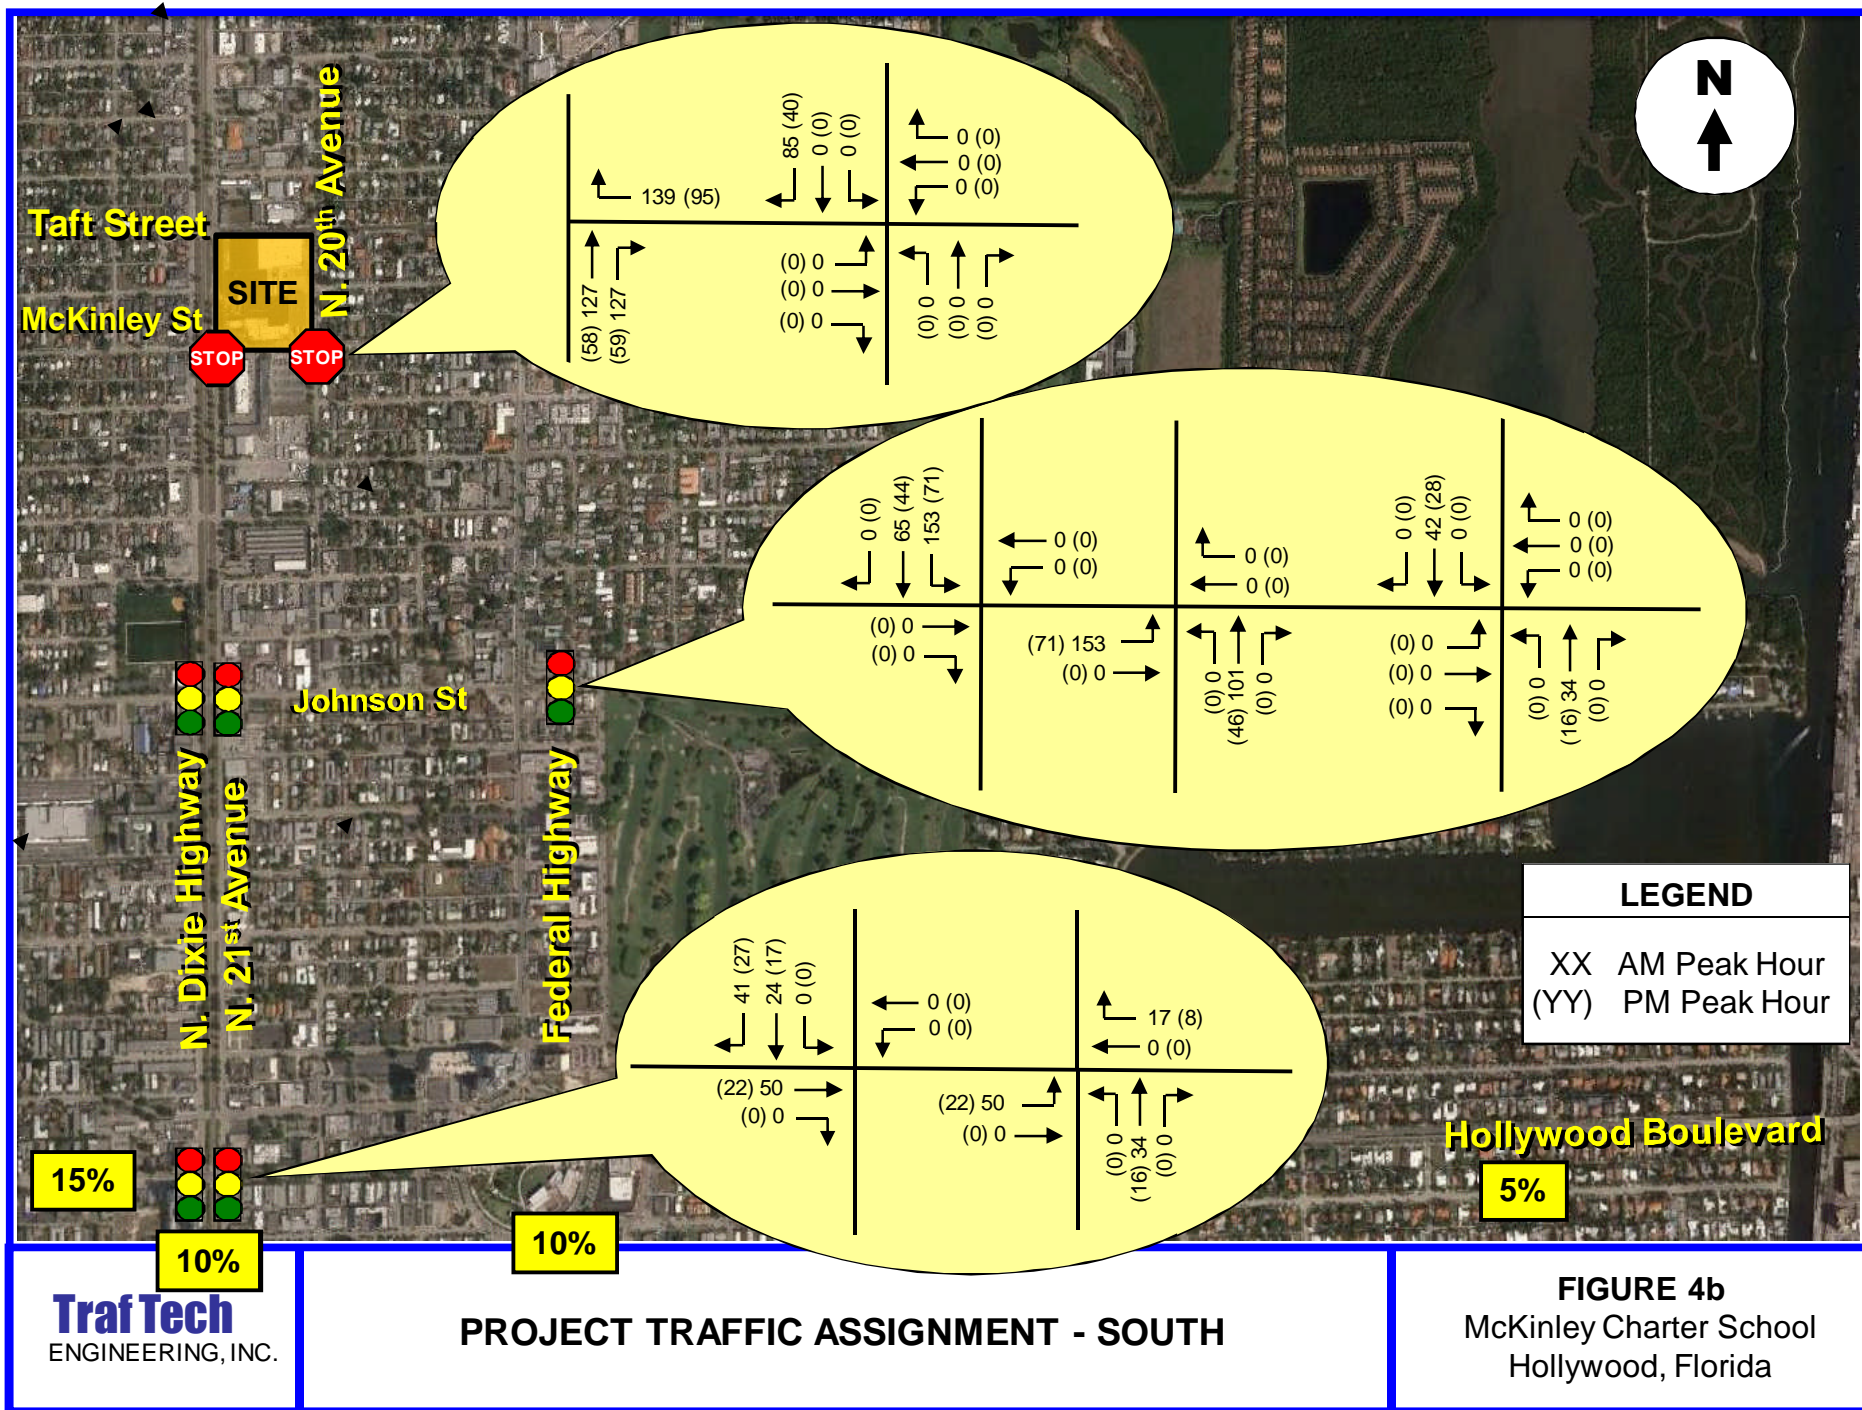 N
N. 20th Avenue
Taft Street
SITE
McKinley St
STOP
STOP
139 (95)
(58) 127
(59) 127
85 (40)
0 (0)
0 (0)
0 (0)
0 (0)
0 (0)
(0) 0
(0) 0
(0) 0
(0) 0
(0) 0
(0) 0
0 (0)
65 (44)
153 (71)
0 (0)
0 (0)
(0) 0
(0) 0
0 (0)
0 (0)
(71) 153
(0) 0
(0) 0
(46) 101
(0) 0
0 (0)
42 (28)
0 (0)
0 (0)
0 (0)
0 (0)
(0) 0
(0) 0
(0) 0
(0) 0
(16) 34
(0) 0
Johnson St
N. Dixie Highway
N. 21st Avenue
Federal Highway
41 (27)
24 (17)
0 (0)
0 (0)
0 (0)
(22) 50
(0) 0
17 (8)
0 (0)
(22) 50
(0) 0
(0) 0
(16) 34
(0) 0
LEGEND
XX AM Peak Hour
(YY) PM Peak Hour
Hollywood Boulevard
15%
5%
10%
10%
Traf Tech
ENGINEERING, INC.
PROJECT TRAFFIC ASSIGNMENT - SOUTH
FIGURE 4b
McKinley Charter School
Hollywood, Florida